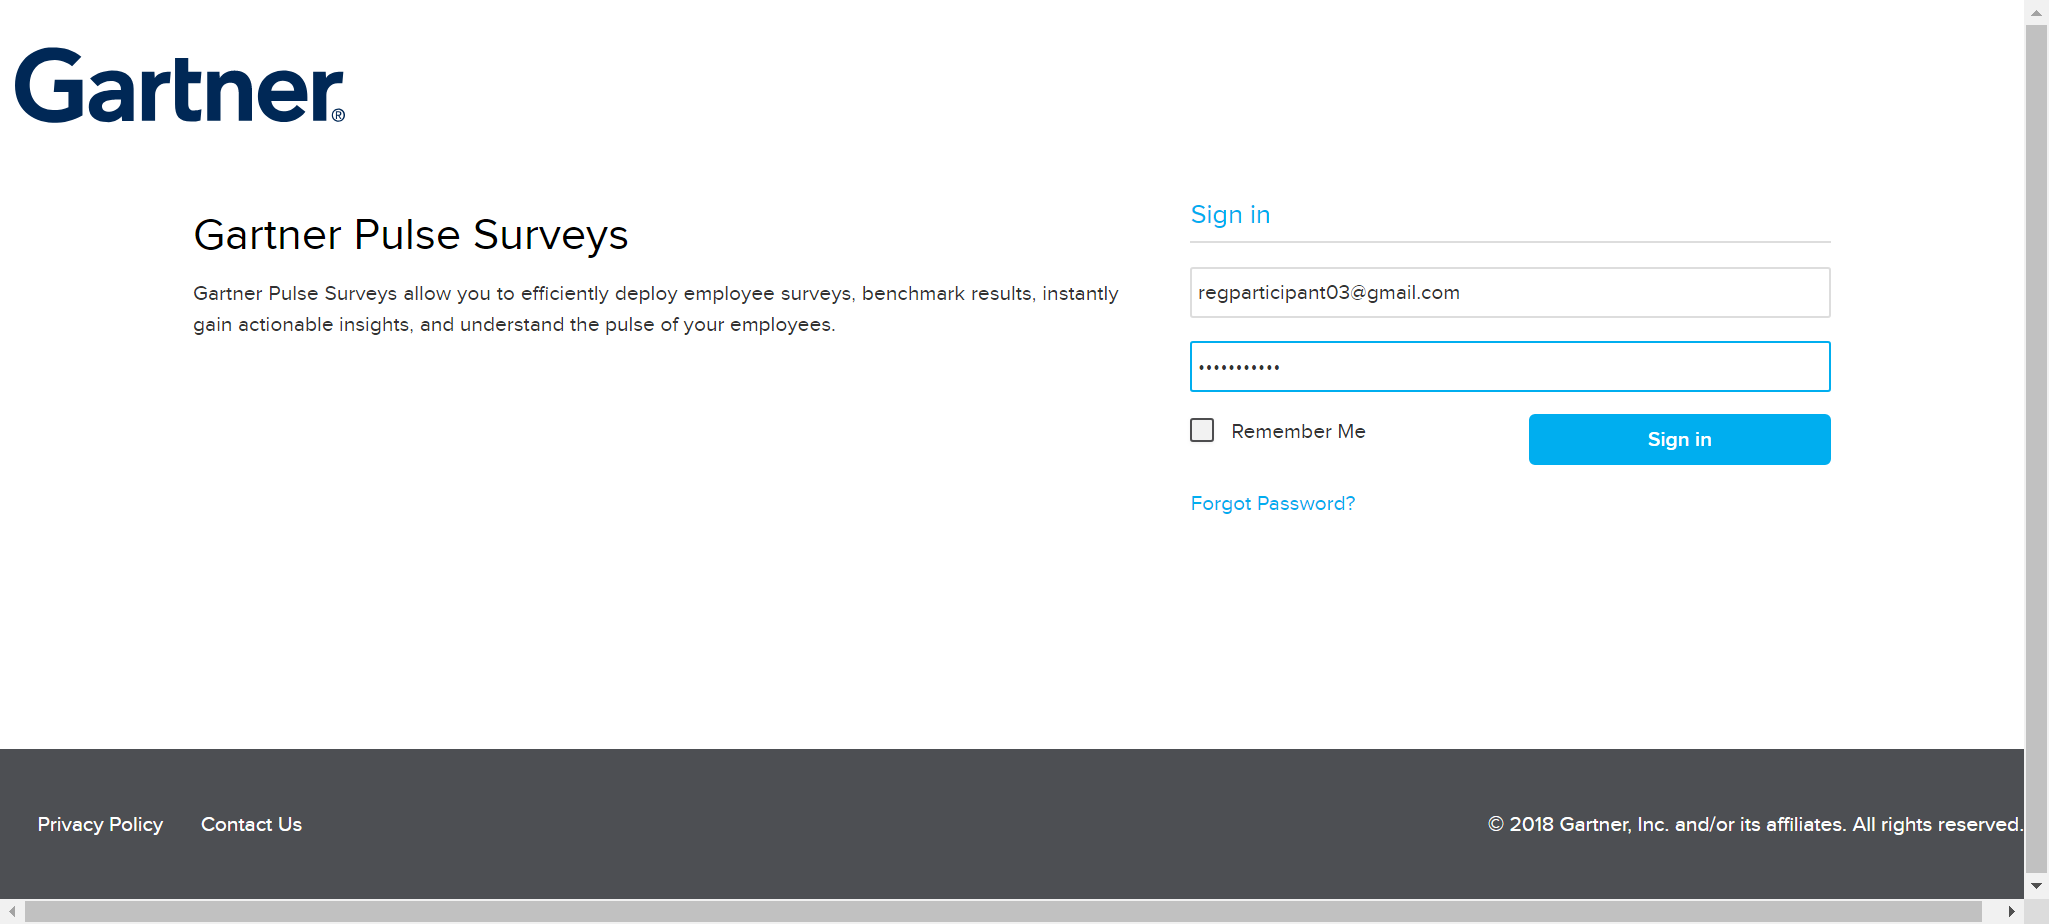 Gartner®
Gartner Pulse Surveys
Gartner Pulse Surveys allow you to efficiently deploy employee surveys, benchmark results, instantly
gain actionable insights, and understand the pulse of your employees.
Sign in
regparticipant03@gmail.com
•••••••••••
Remember Me
Sign in
Forgot Password?
Privacy Policy
Contact Us
© 2018 Gartner, Inc. and/or its affiliates. All rights reserved.